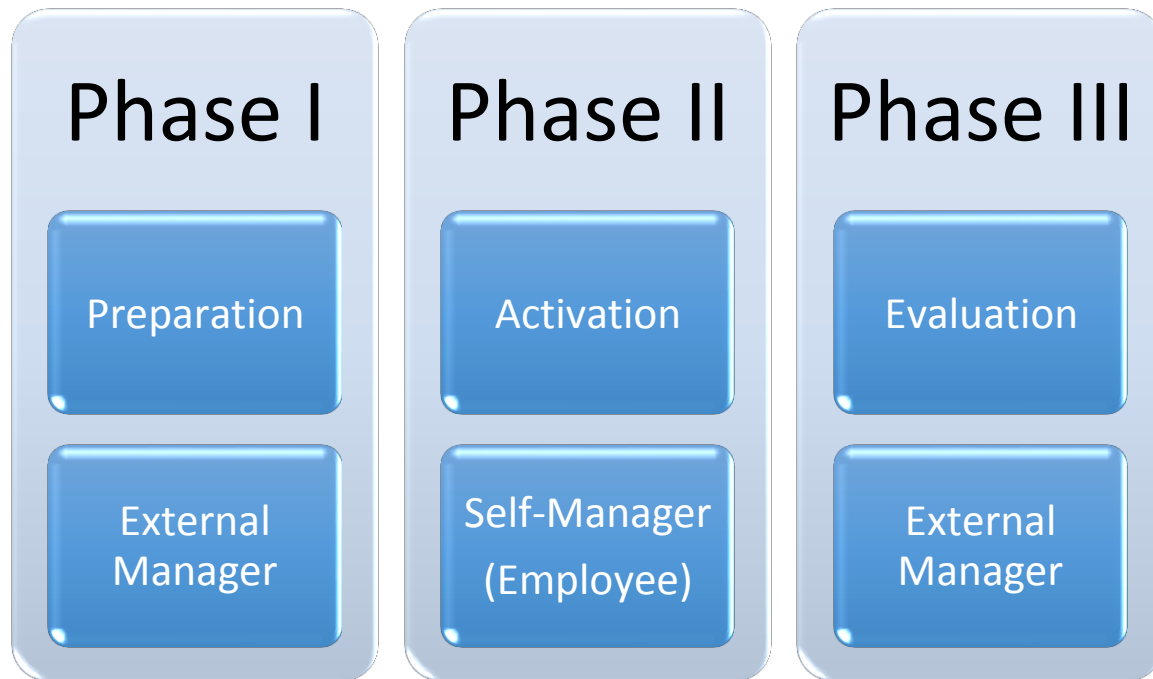 Phase I
Preparation
External
Manager
Phase II
Activation
Self-Manager
(Employee)
Phase III
Evaluation
External
Manager